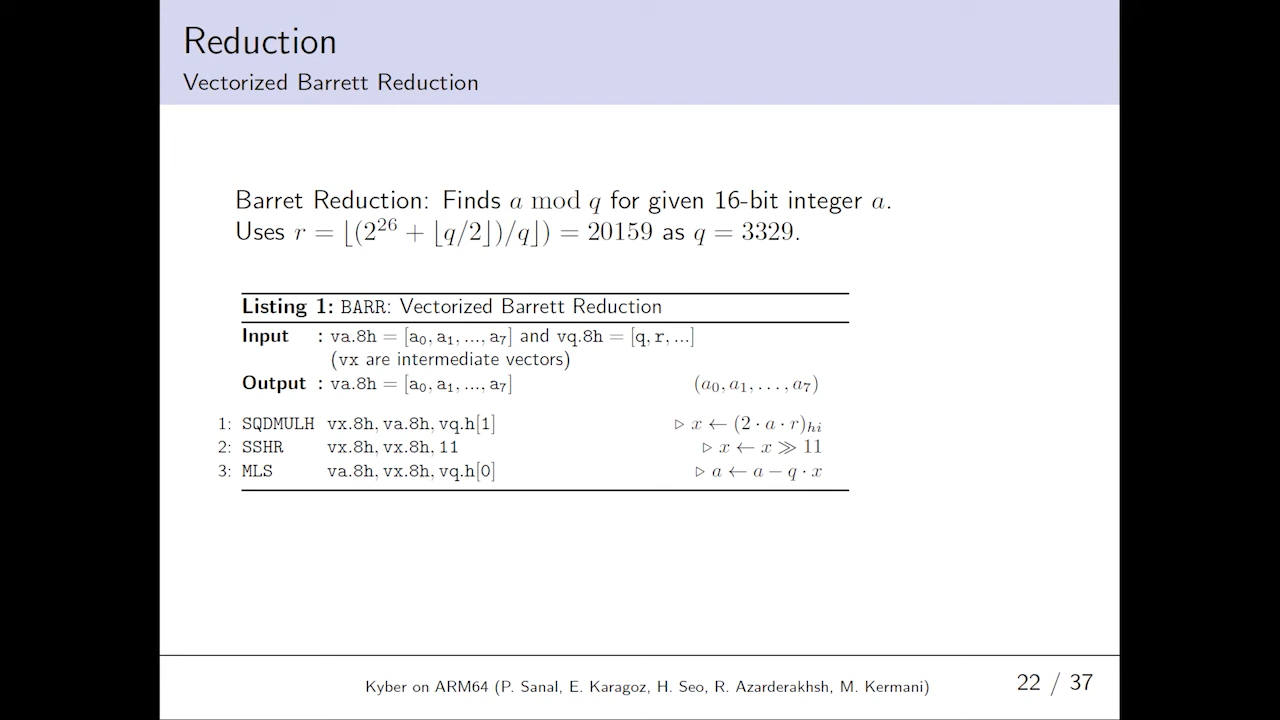 Reduction
Vectorized Barrett Reduction
Barret Reduction: Finds a mod q for given 16-bit integer a.
Uses r = ⌊(2^26 + ⌊q/2⌋)/q⌋) = 20159 as q = 3329.
Listing 1: BARR: Vectorized Barrett Reduction
Input : va.8h = [a₀, a₁, ..., a₇] and vq.8h = [q, r, ...]
(vx are intermediate vectors)
Output : va.8h = [a₀, a₁, ..., a₇] (a₀, a₁, . . . , a₇)
1: SQDMULH vx.8h, va.8h, vq.h[1] ▷ x ← (2 · a · r)ₕᵢ
2: SSHR vx.8h, vx.8h, 11 ▷ x ← x ≫ 11
3: MLS va.8h, vx.8h, vq.h[0] ▷ a ← a − q · x
Kyber on ARM64 (P. Sanal, E. Karagoz, H. Seo, R. Azarderakhsh, M. Kermani) 22 / 37